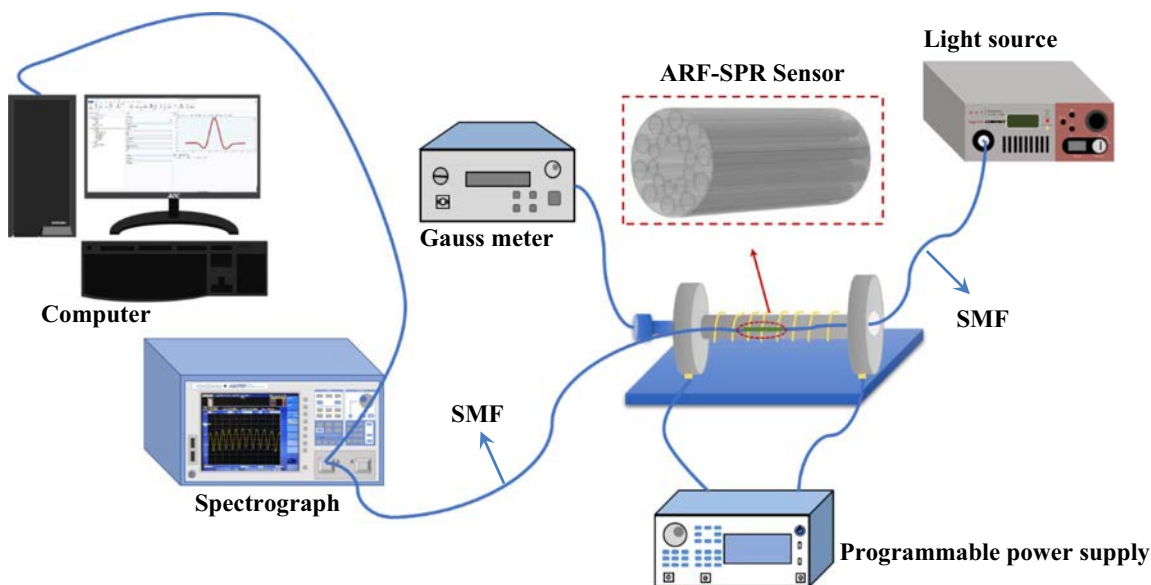 Light source
ARF-SPR Sensor
Gauss meter
Computer
SMF
SMF
Spectrograph
Programmable power supply